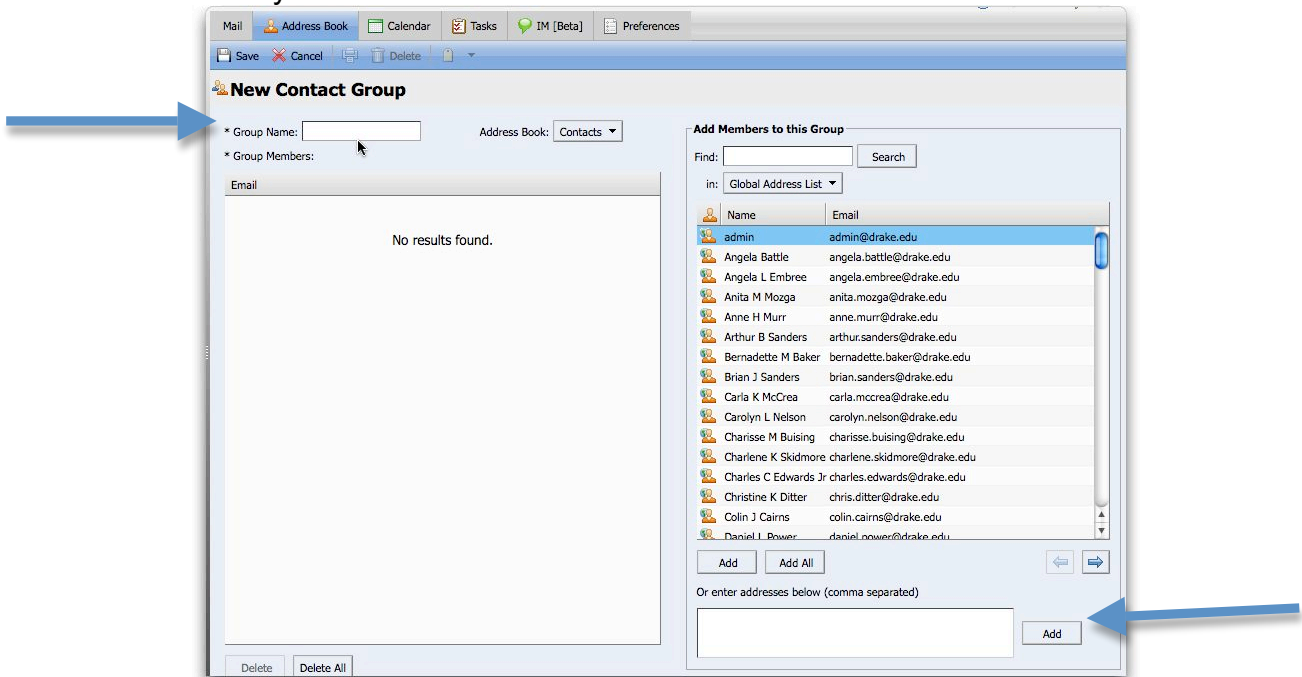 Mail Address Book Calendar Tasks IM [Beta] Preferences
Save Cancel Delete
New Contact Group
* Group Name: Address Book: Contacts
* Group Members:
Email
No results found.
Add Members to this Group
Find: Search
in: Global Address List
Name Email
admin admin@drake.edu
Angela Battle angela.battle@drake.edu
Angela L Embree angela.embree@drake.edu
Anita M Mozga anita.mozga@drake.edu
Anne H Murr anne.murr@drake.edu
Arthur B Sanders arthur.sanders@drake.edu
Bernadette M Baker bernadette.baker@drake.edu
Brian J Sanders brian.sanders@drake.edu
Carla K McCrea carla.mccrea@drake.edu
Carolyn L Nelson carolyn.nelson@drake.edu
Charisse M Buising charisse.buising@drake.edu
Charlene K Skidmore charlene.skidmore@drake.edu
Charles C Edwards Jr charles.edwards@drake.edu
Christine K Ditter chris.ditter@drake.edu
Colin J Cairns colin.cairns@drake.edu
Daniel L Power daniel.power@drake.edu
Add Add All
Or enter addresses below (comma separated)
Add
Delete Delete All